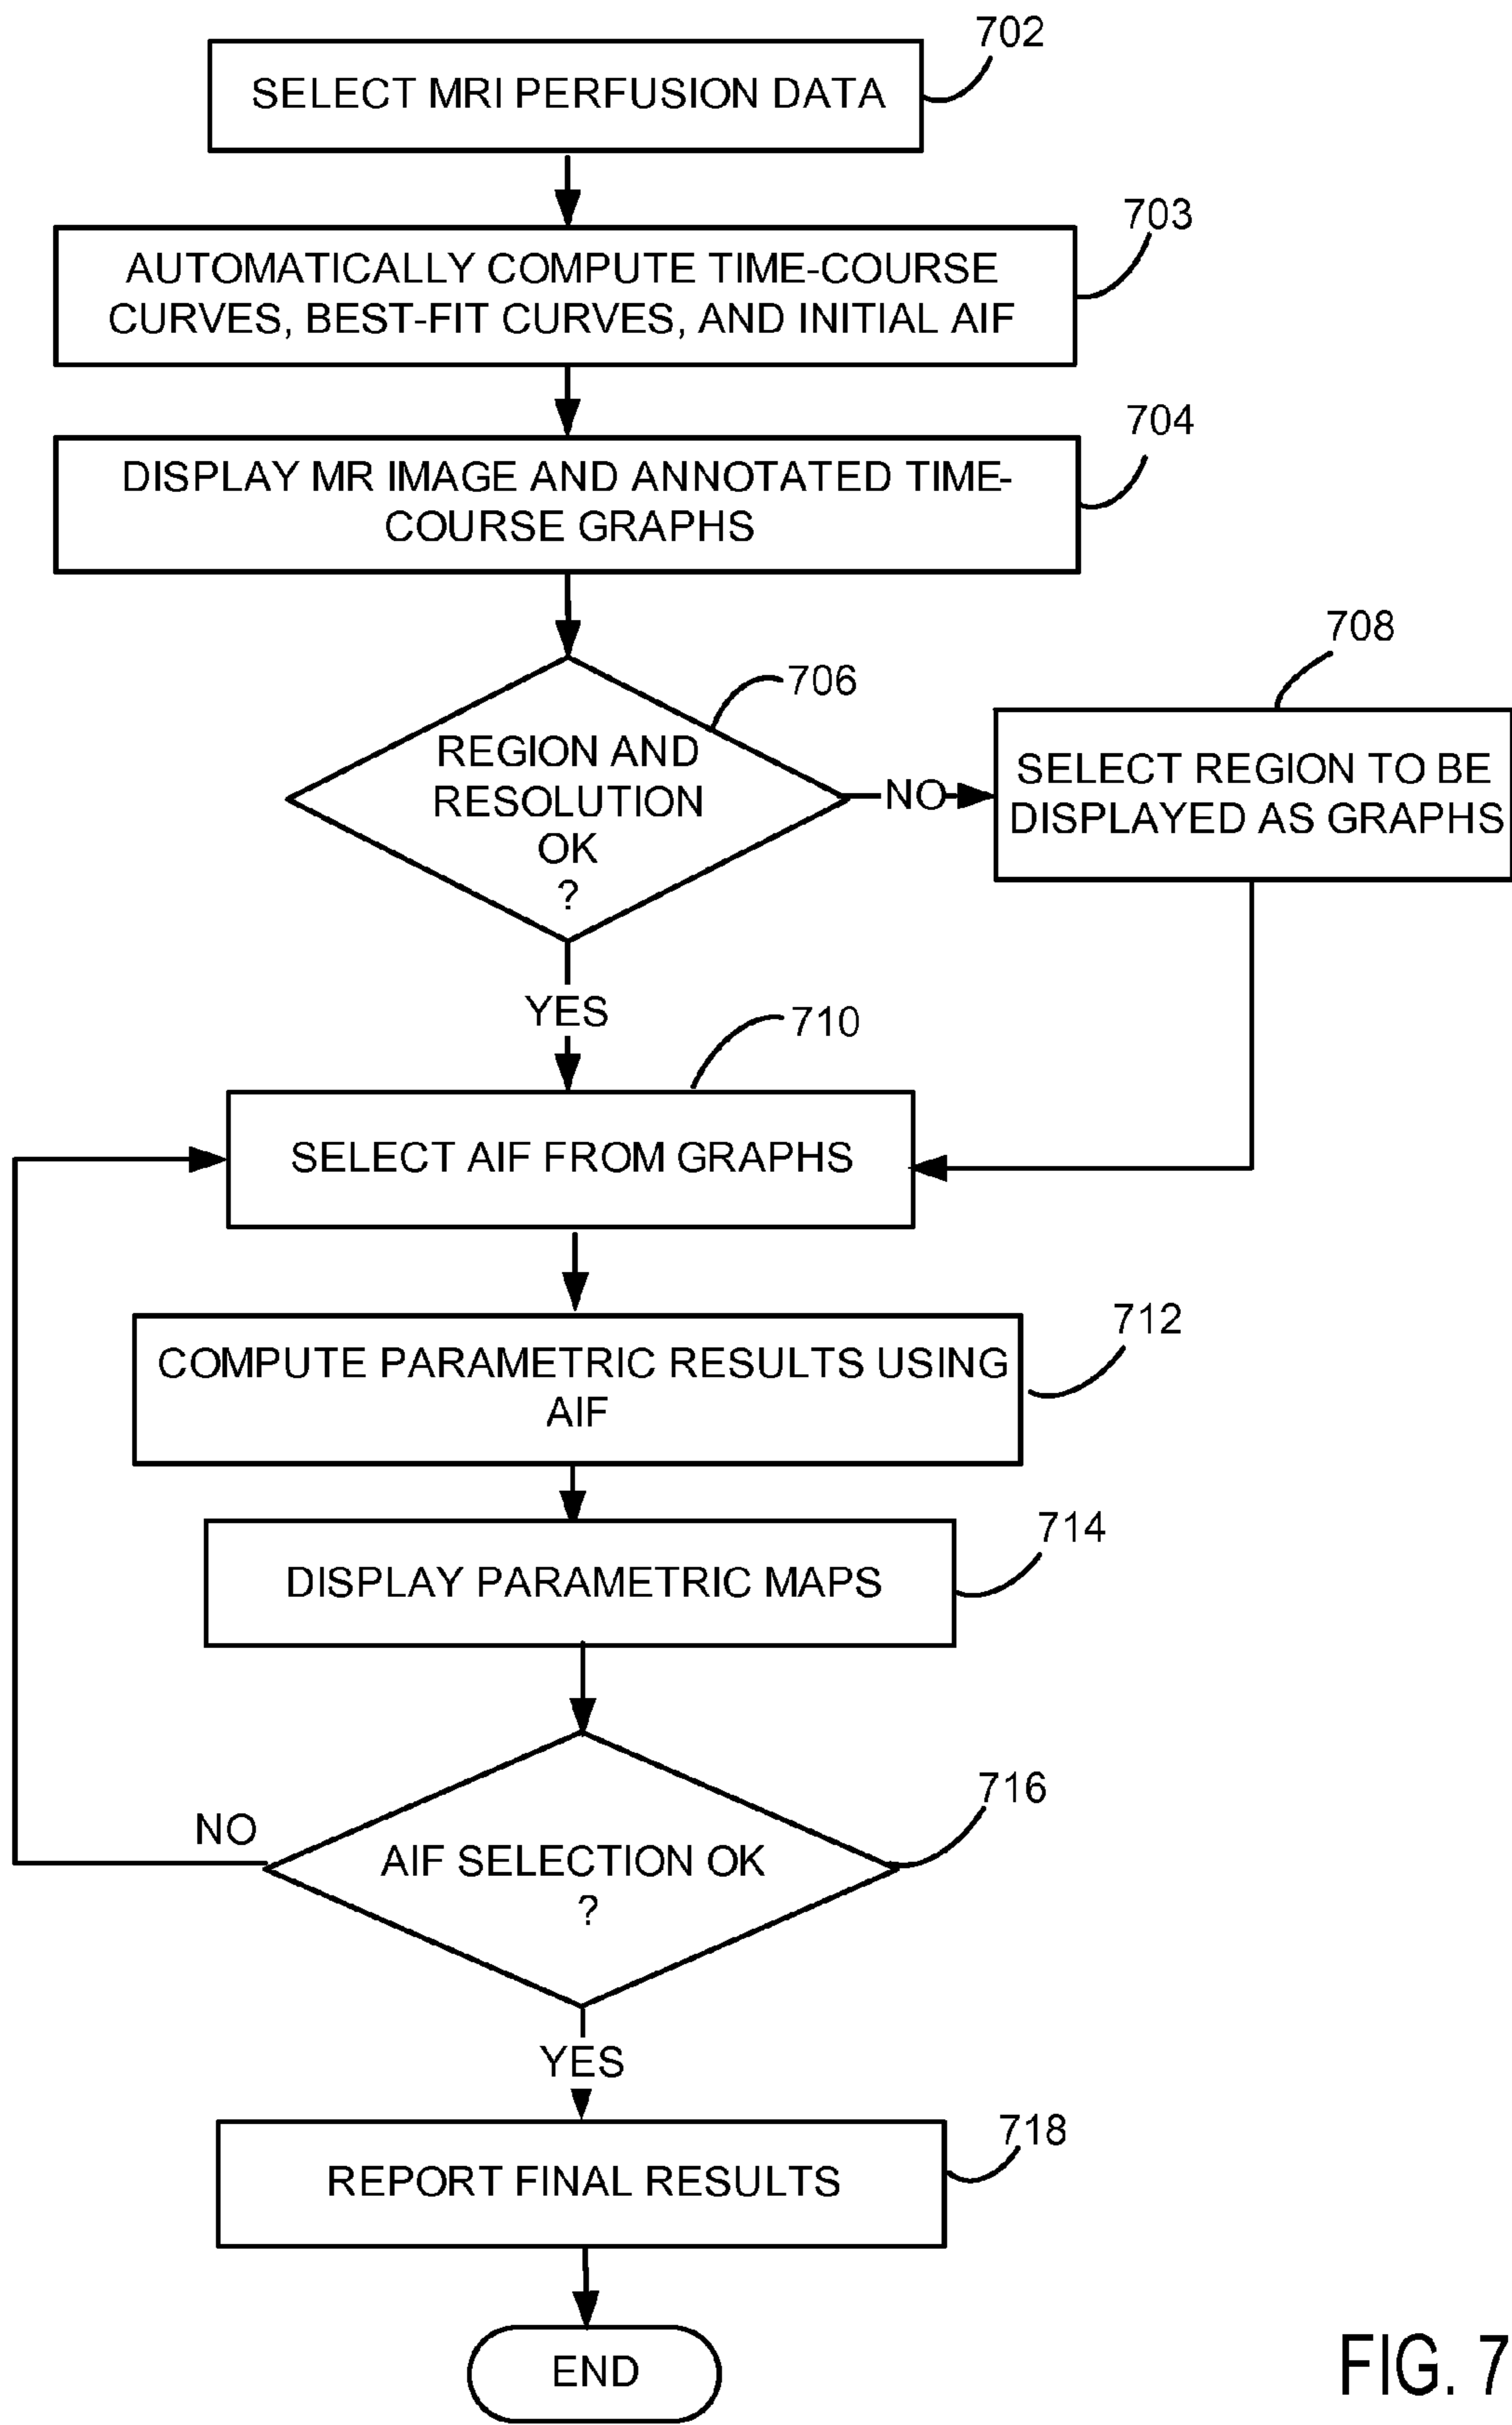 702
SELECT MRI PERFUSION DATA
703
AUTOMATICALLY COMPUTE TIME-COURSE
CURVES, BEST-FIT CURVES, AND INITIAL AIF
704
DISPLAY MR IMAGE AND ANNOTATED TIME-
COURSE GRAPHS
706
REGION AND
RESOLUTION
OK
?
NO
708
SELECT REGION TO BE
DISPLAYED AS GRAPHS
YES
710
SELECT AIF FROM GRAPHS
712
COMPUTE PARAMETRIC RESULTS USING
AIF
714
DISPLAY PARAMETRIC MAPS
716
NO
AIF SELECTION OK
?
YES
718
REPORT FINAL RESULTS
END
FIG. 7